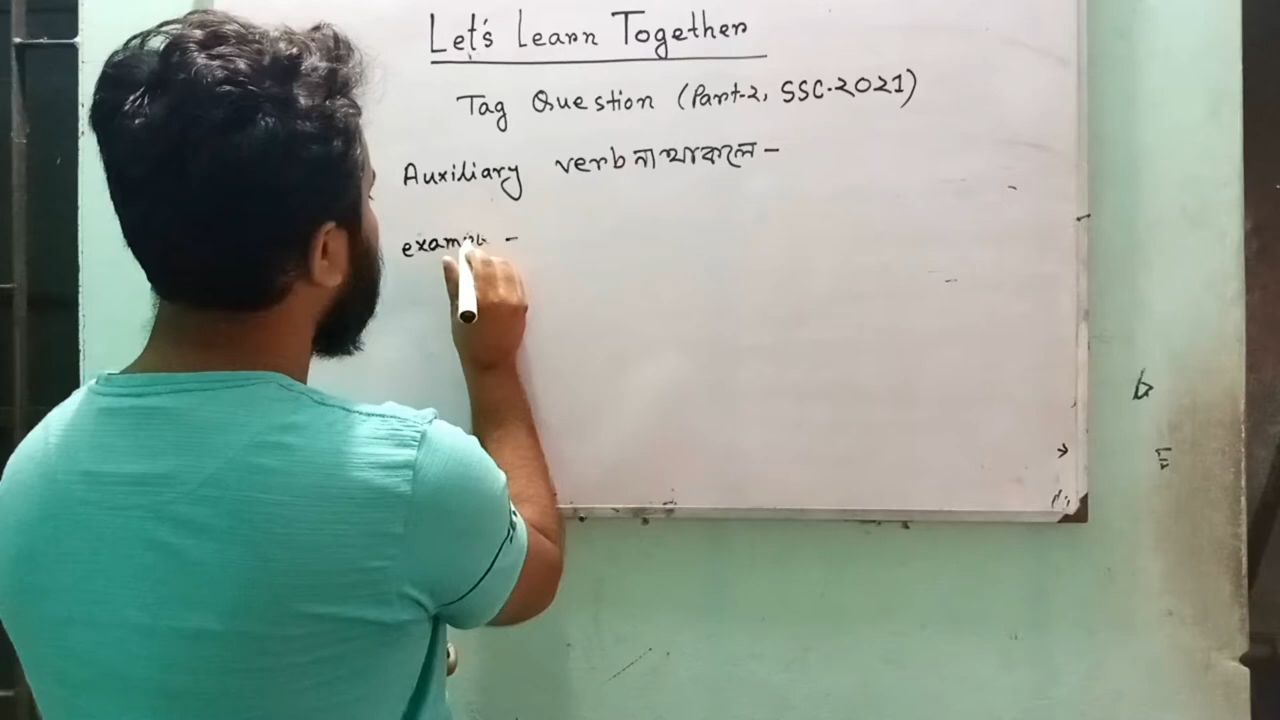 Let's Learn Together
Tag Question (Part-2, SSC-2021)
Auxiliary verb না থাকলে -